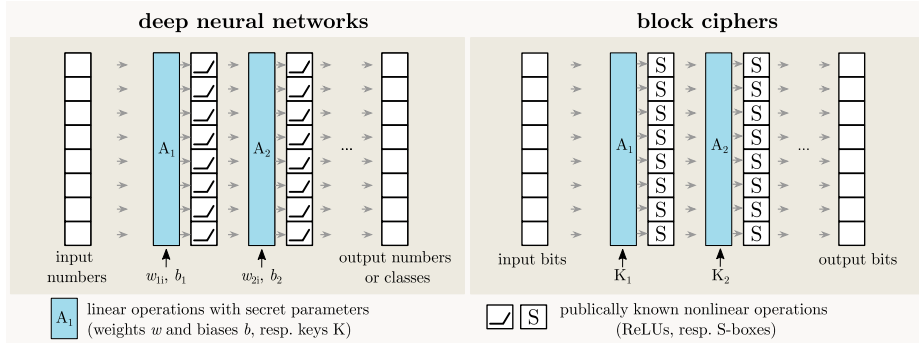 deep neural networks
A1
A2
...
input
numbers
w1i, b1
w2i, b2
output numbers
or classes
block ciphers
A1
S
S
S
S
S
S
S
S
A2
S
S
S
S
S
S
S
S
...
input bits
K1
K2
output bits
A1
linear operations with secret parameters
(weights w and biases b, resp. keys K)
S
publically known nonlinear operations
(ReLUs, resp. S-boxes)